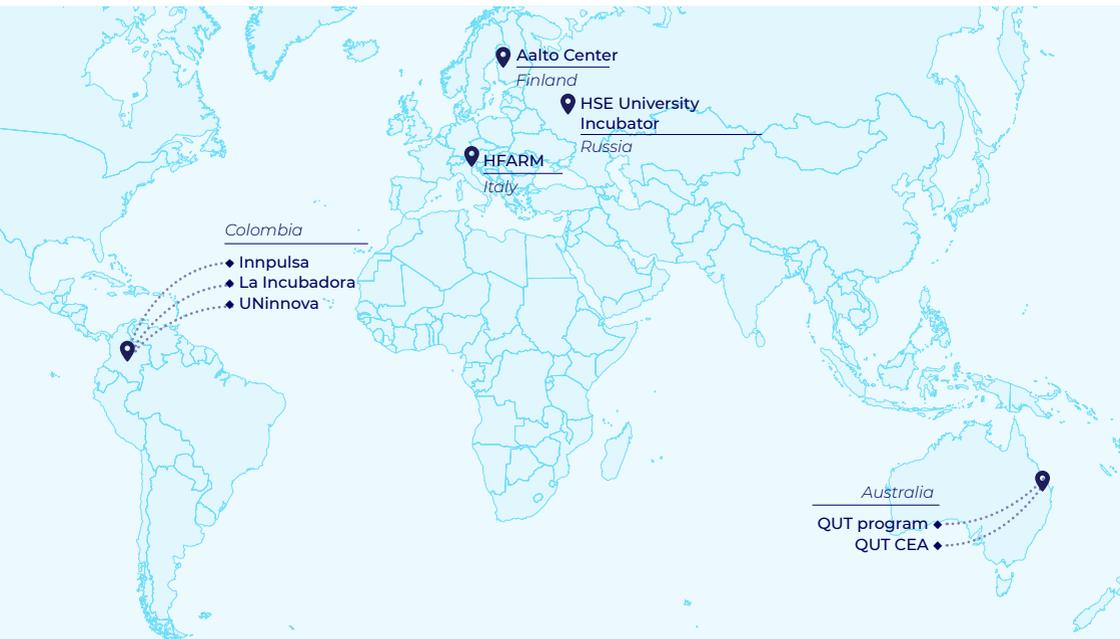 Aalto Center
Finland
HSE University
Incubator
Russia
HFARM
Italy
Colombia
Innpulsa
La Incubadora
UNinnova
Australia
QUT program
QUT CEA